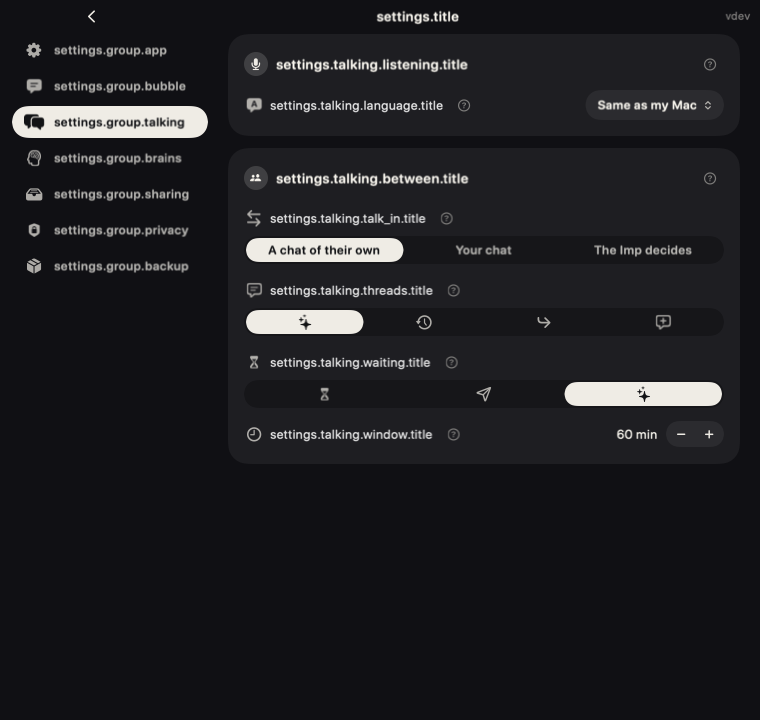 settings.title
vdev
settings.group.app
settings.group.bubble
settings.group.talking
settings.group.brains
settings.group.sharing
settings.group.privacy
settings.group.backup
settings.talking.listening.title
settings.talking.language.title
Same as my Mac
settings.talking.between.title
settings.talking.talk_in.title
A chat of their own
Your chat
The Imp decides
settings.talking.threads.title
settings.talking.waiting.title
settings.talking.window.title
60 min